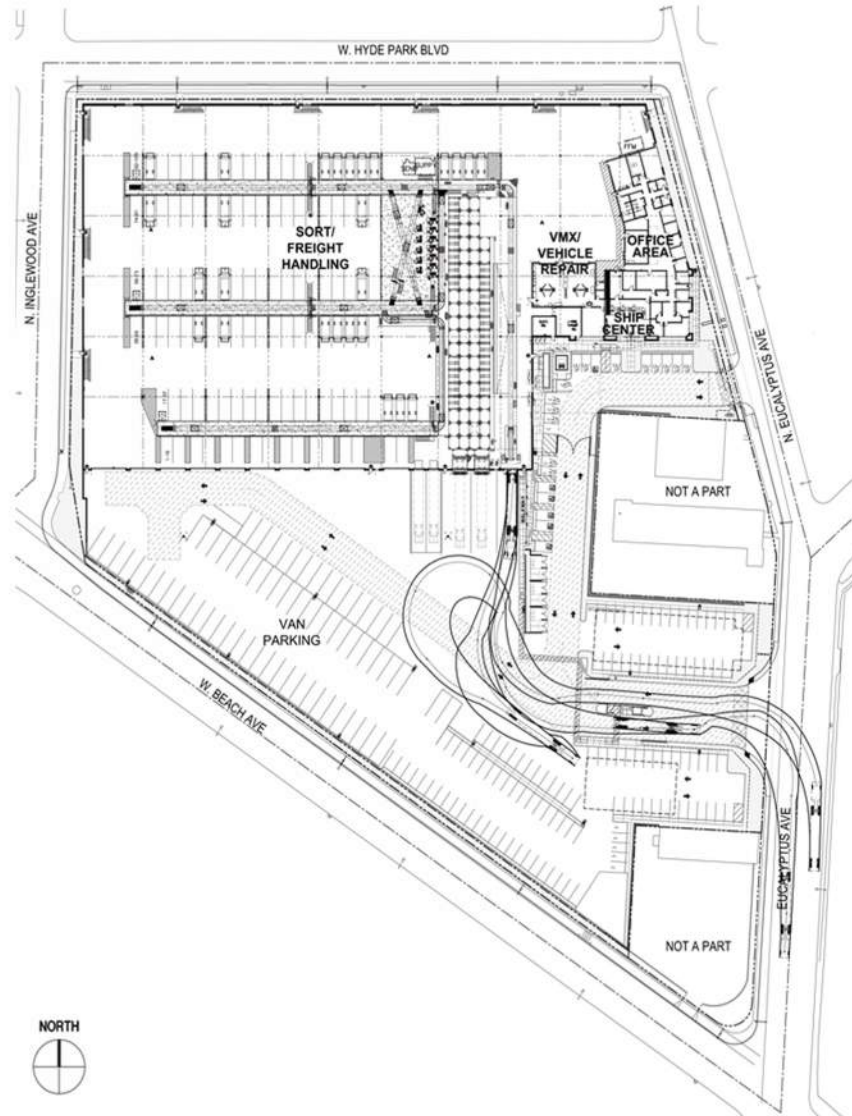 W. HYDE PARK BLVD
N. INGLEWOOD AVE
SORT/
FREIGHT
HANDLING
VMX/
VEHICLE
REPAIR
OFFICE
AREA
SHIP
CENTER
N. EUCALYPTUS AVE
NOT A PART
VAN
PARKING
W. BEACH AVE
EUCALYPTUS AVE
NOT A PART
NORTH